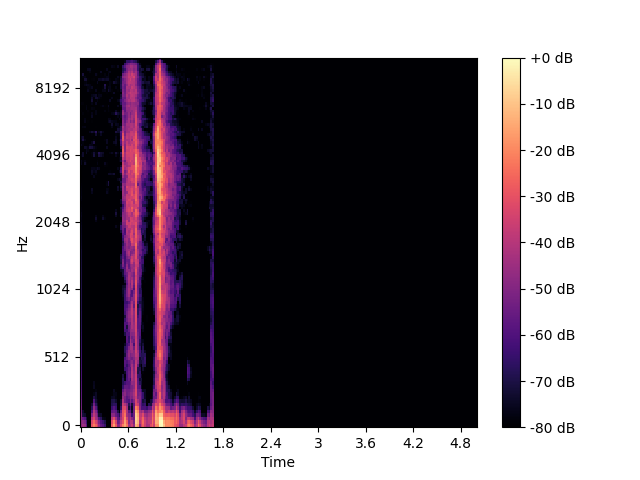 +0 dB
8192
-10 dB
4096
-20 dB
-30 dB
2048
-40 dB
Hz
1024
-50 dB
512
-60 dB
-70 dB
0
-80 dB
0 0.6 1.2 1.8 2.4 3 3.6 4.2 4.8
Time